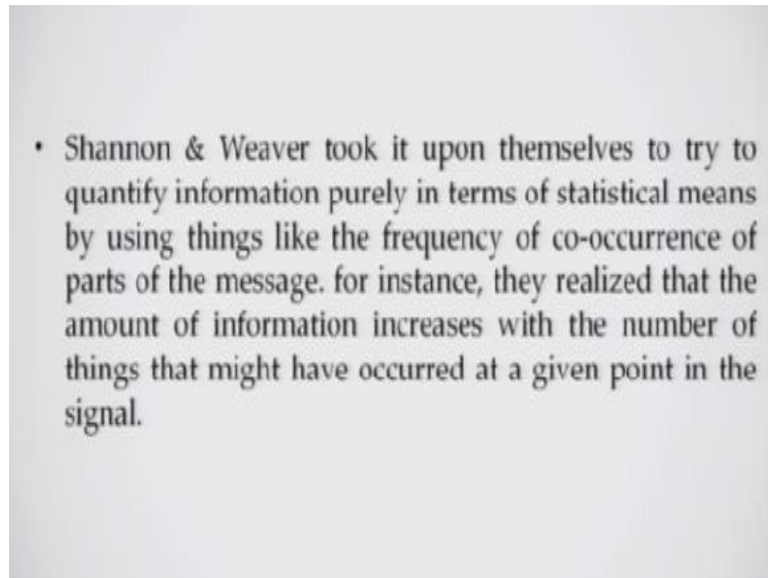 • Shannon & Weaver took it upon themselves to try to
quantify information purely in terms of statistical means
by using things like the frequency of co-occurrence of
parts of the message. for instance, they realized that the
amount of information increases with the number of
things that might have occurred at a given point in the
signal.